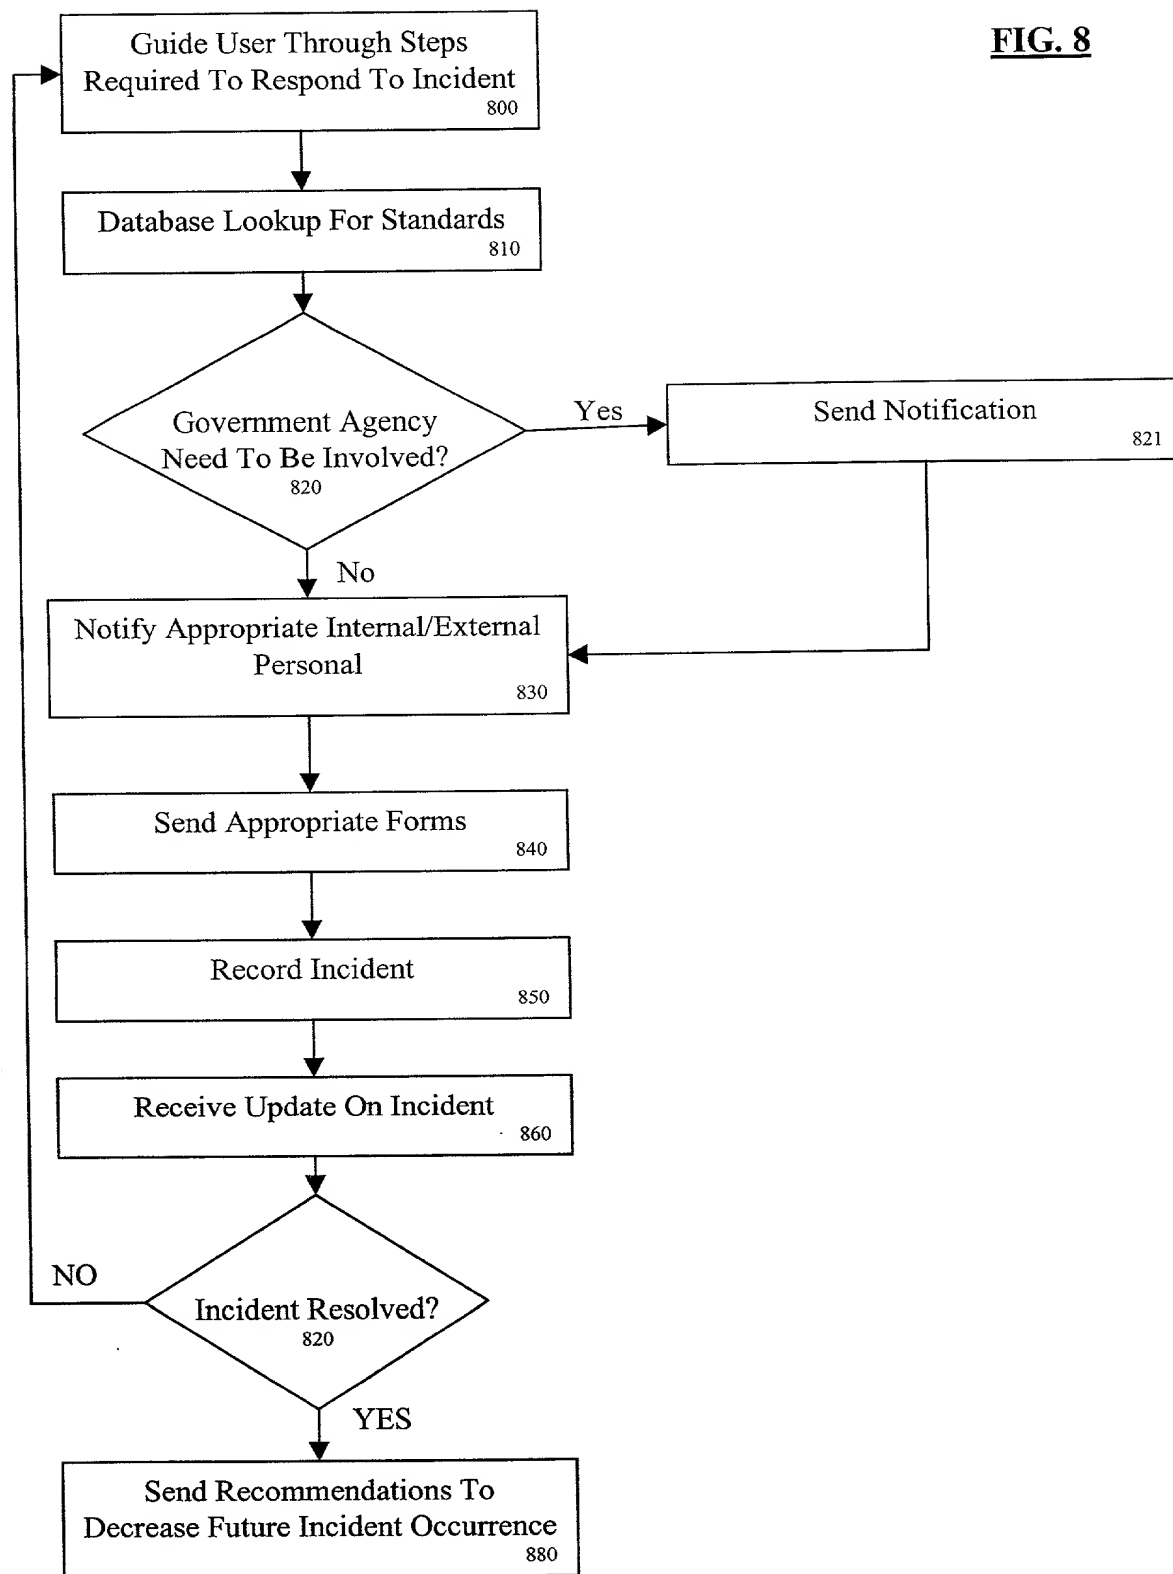 FIG. 8
Guide User Through Steps
Required To Respond To Incident
800
Database Lookup For Standards
810
Government Agency
Need To Be Involved?
820
Yes
Send Notification
821
No
Notify Appropriate Internal/External
Personal
830
Send Appropriate Forms
840
Record Incident
850
Receive Update On Incident
860
NO
Incident Resolved?
820
YES
Send Recommendations To
Decrease Future Incident Occurrence
880